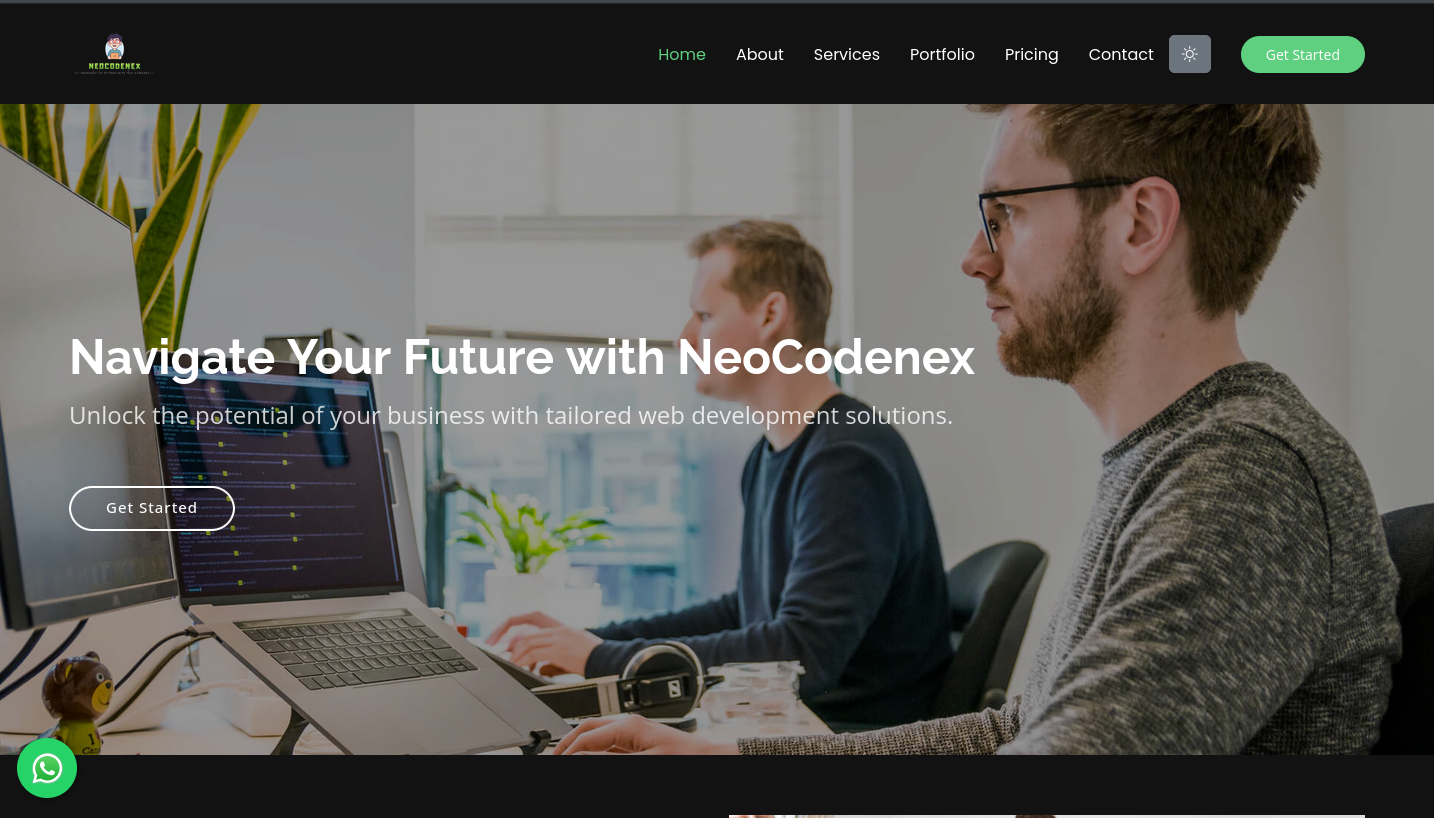 NEOCODENEX
Home
About
Services
Portfolio
Pricing
Contact
Get Started
Navigate Your Future with NeoCodenex
Unlock the potential of your business with tailored web development solutions.
Get Started
I